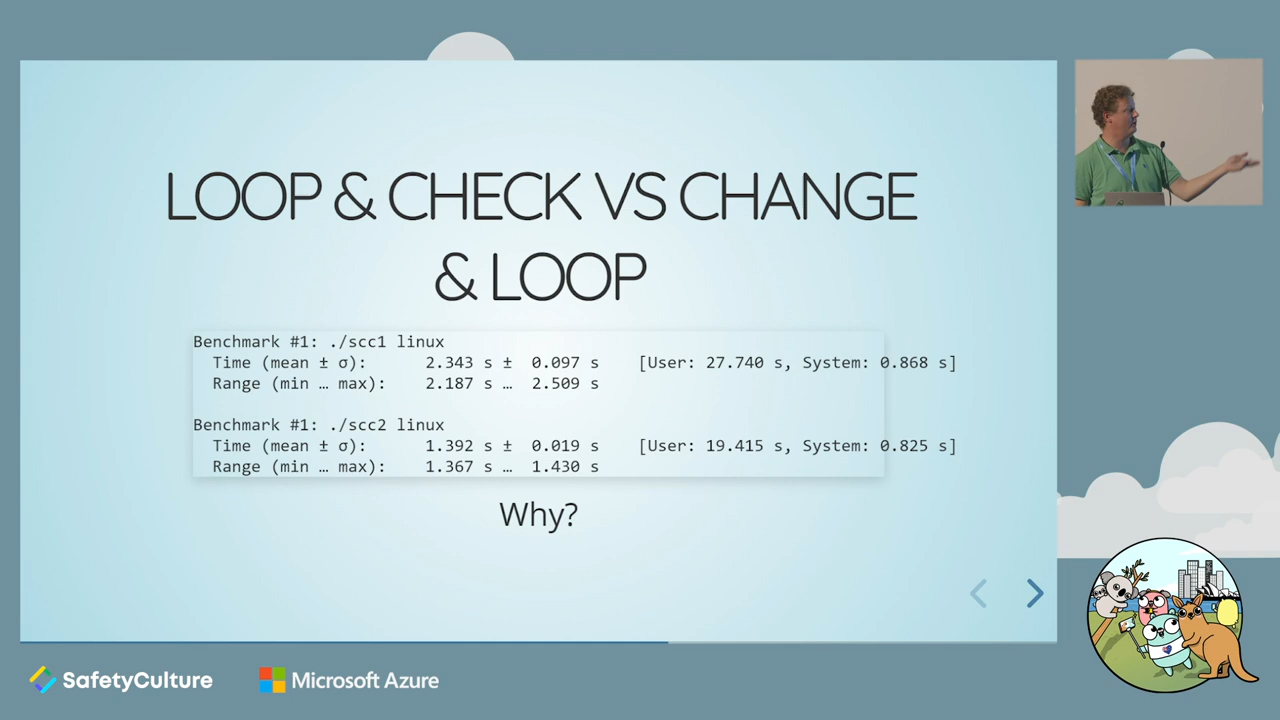 LOOP & CHECK VS CHANGE
& LOOP
Benchmark #1: ./scc1 linux
Time (mean ± σ): 2.343 s ± 0.097 s [User: 27.740 s, System: 0.868 s]
Range (min … max): 2.187 s … 2.509 s
Benchmark #1: ./scc2 linux
Time (mean ± σ): 1.392 s ± 0.019 s [User: 19.415 s, System: 0.825 s]
Range (min … max): 1.367 s … 1.430 s
Why?
SafetyCulture
Microsoft Azure